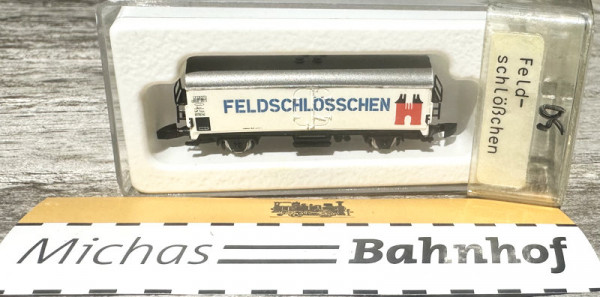 FELDSCHLÖSSCHEN
Feld-
schlößchen
Michas Bahnhof